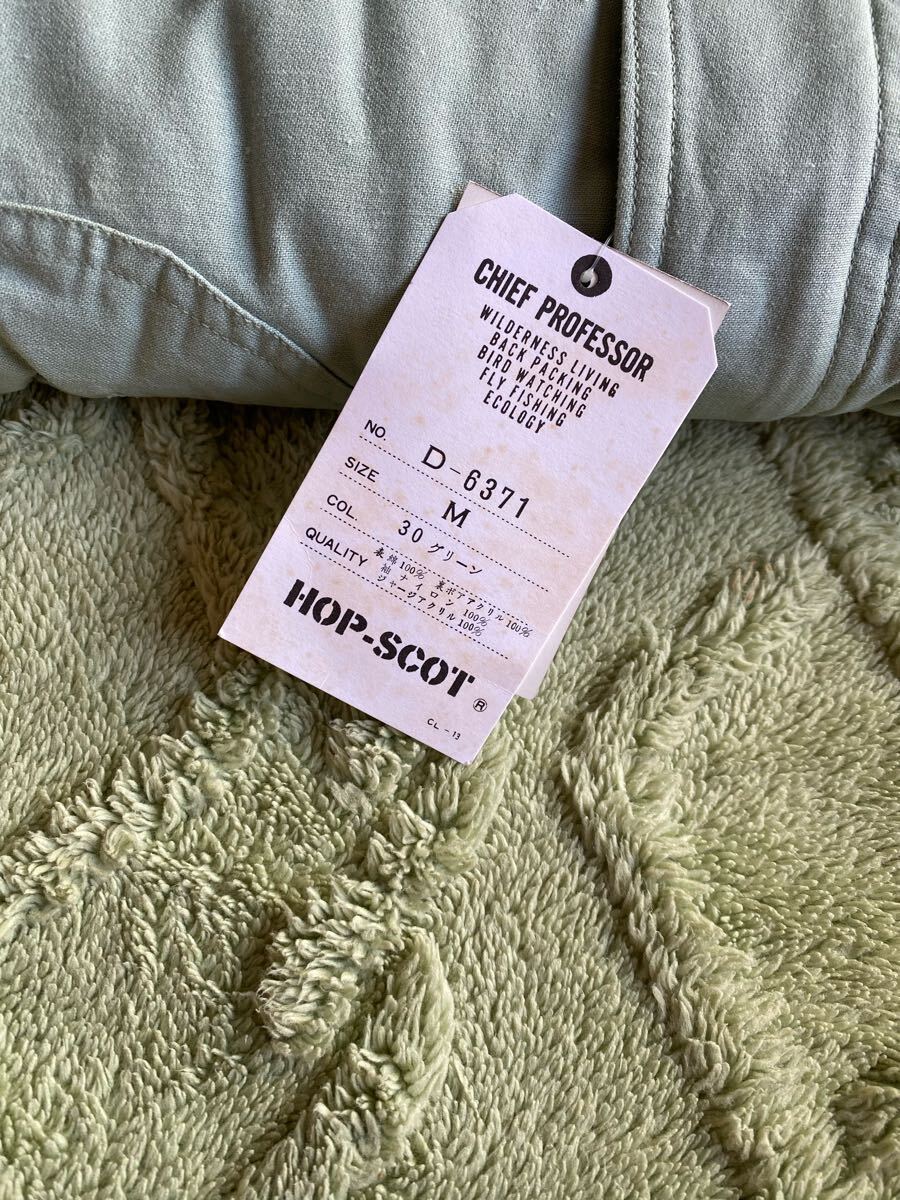 CHIEF PROFESSOR
WILDERNESS LIVING
BACK PACKING
BIRD WATCHING
FLY FISHING
ECOLOGY
NO. D-6371
SIZE M
COL. 30 グリーン
QUALITY 表綿100% 裏ボアアクリル100%
袖ナイロン100%
ジャージアクリル100%
HOP-SCOT ®
CL-13